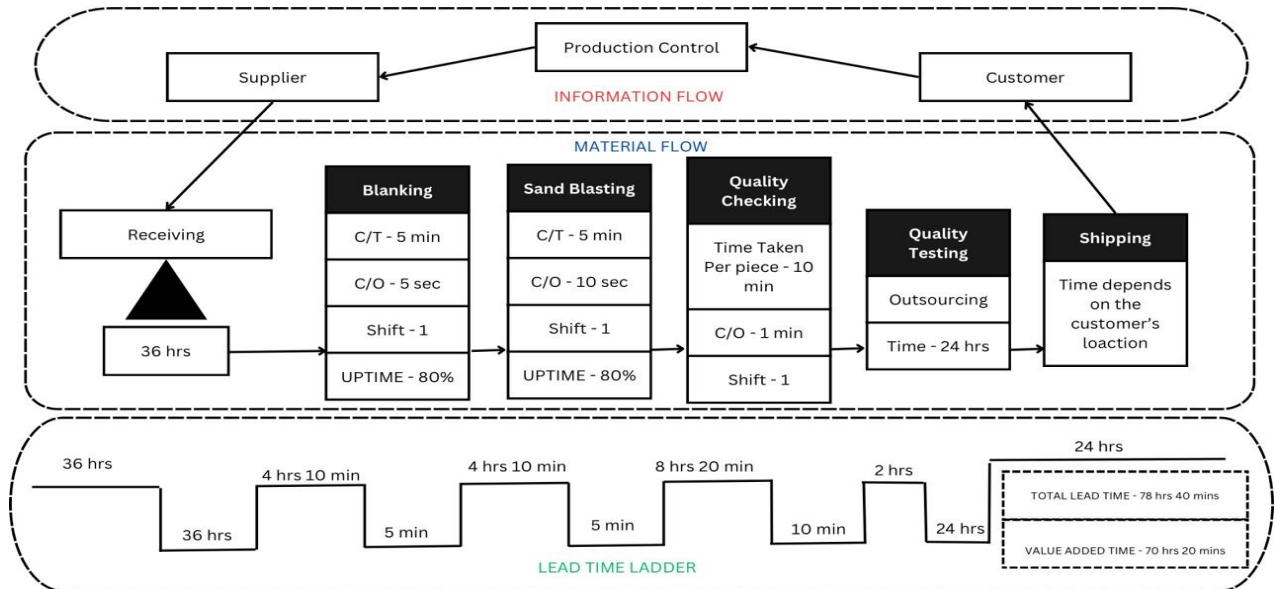 Production Control
Supplier
Customer
INFORMATION FLOW
MATERIAL FLOW
Receiving
36 hrs
Blanking
C/T - 5 min
C/O - 5 sec
Shift - 1
UPTIME - 80%
Sand Blasting
C/T - 5 min
C/O - 10 sec
Shift - 1
UPTIME - 80%
Quality
Checking
Time Taken
Per piece - 10
min
C/O - 1 min
Shift - 1
Quality
Testing
Outsourcing
Time - 24 hrs
Shipping
Time depends
on the
customer's
loaction
36 hrs
36 hrs
4 hrs 10 min
5 min
4 hrs 10 min
5 min
8 hrs 20 min
10 min
2 hrs
24 hrs
24 hrs
TOTAL LEAD TIME - 78 hrs 40 mins
VALUE ADDED TIME - 70 hrs 20 mins
LEAD TIME LADDER